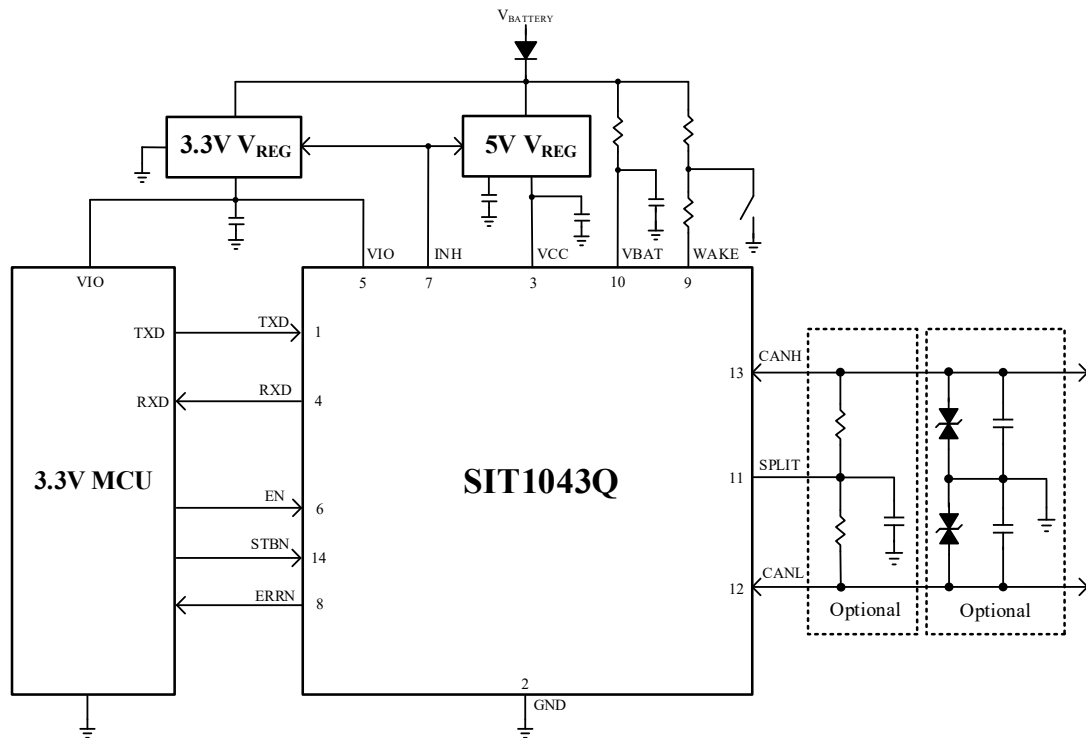 VBATTERY
3.3V VREG
5V VREG
VIO
INH
VCC
VBAT
WAKE
5
7
3
10
9
VIO
TXD
TXD
1
RXD
RXD
4
3.3V MCU
EN
6
STBN
14
ERRN
8
SIT1043Q
13
CANH
11
SPLIT
12
CANL
Optional
Optional
2
GND